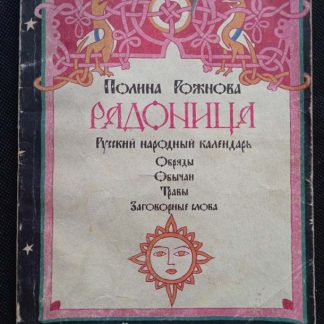 Полина Рожнова
РАДОНИЦА
Русский народный календарь
Обряды
Обычаи
Травы
Заговорные слова